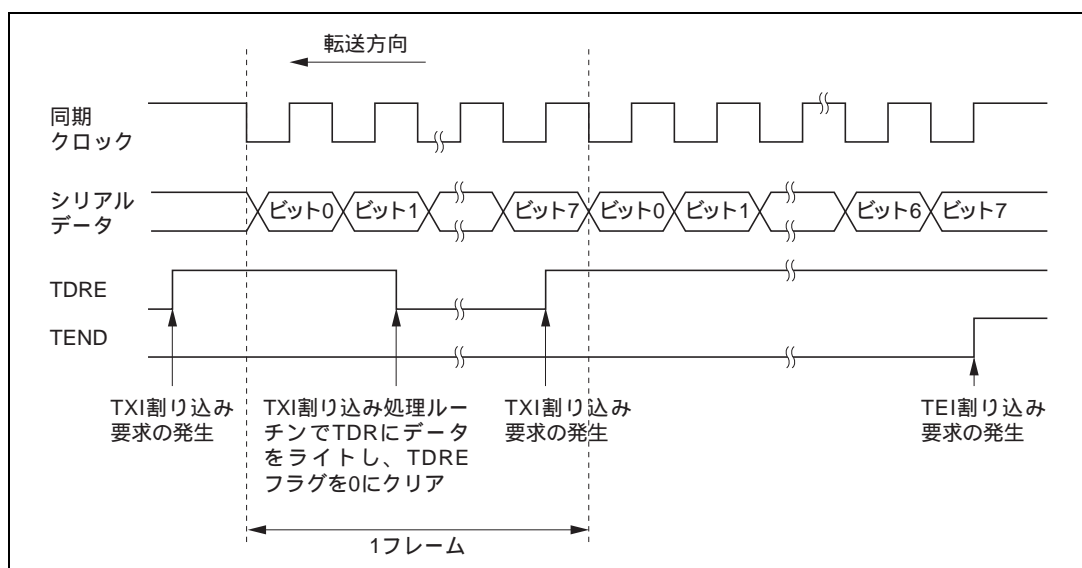 転送方向
同期
クロック
シリアル
データ
ビット0
ビット1
ビット7
ビット0
ビット1
ビット6
ビット7
TDRE
TEND
TXI割り込み
要求の発生
TXI割り込み処理ルー
チンでTDRにデータ
をライトし、TDRE
フラグを0にクリア
TXI割り込み
要求の発生
TEI割り込み
要求の発生
1フレーム